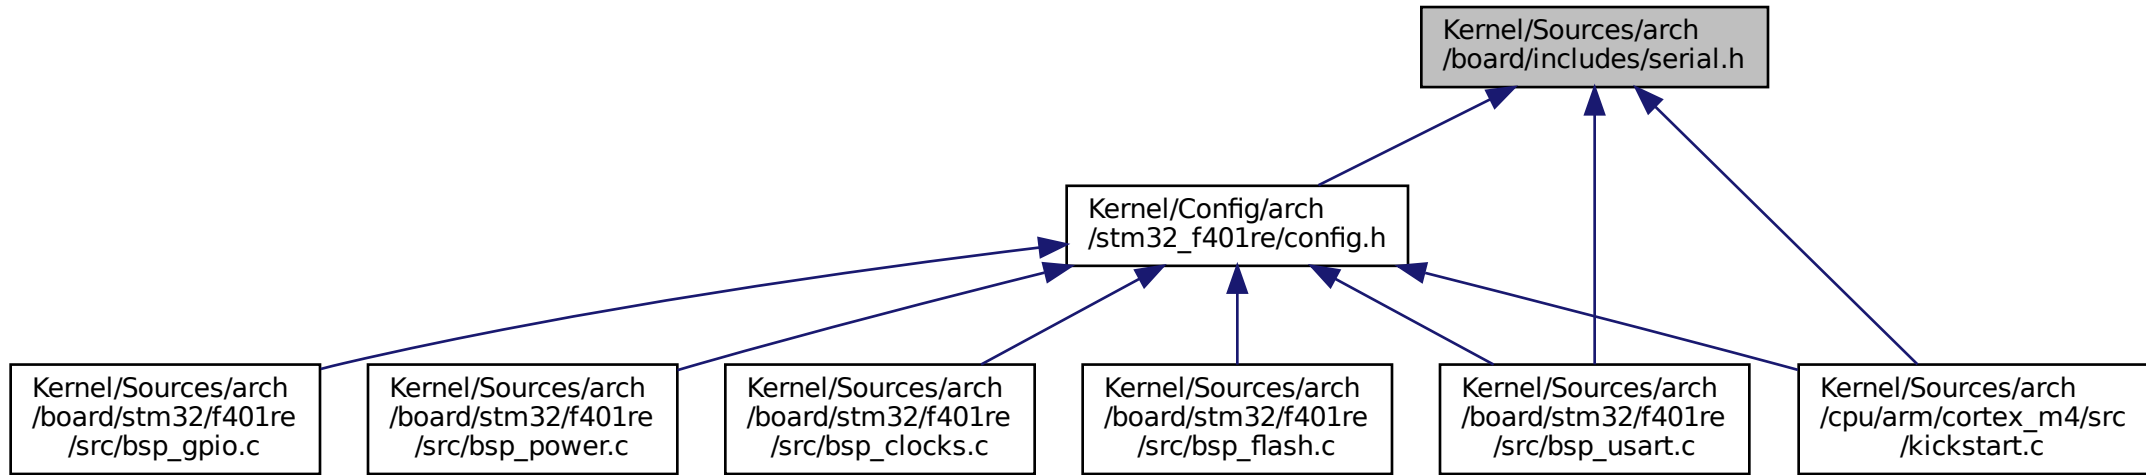 Kernel/Sources/arch
/board/includes/serial.h
Kernel/Config/arch
/stm32_f401re/config.h
Kernel/Sources/arch
/board/stm32/f401re
/src/bsp_gpio.c
Kernel/Sources/arch
/board/stm32/f401re
/src/bsp_power.c
Kernel/Sources/arch
/board/stm32/f401re
/src/bsp_clocks.c
Kernel/Sources/arch
/board/stm32/f401re
/src/bsp_flash.c
Kernel/Sources/arch
/board/stm32/f401re
/src/bsp_usart.c
Kernel/Sources/arch
/cpu/arm/cortex_m4/src
/kickstart.c